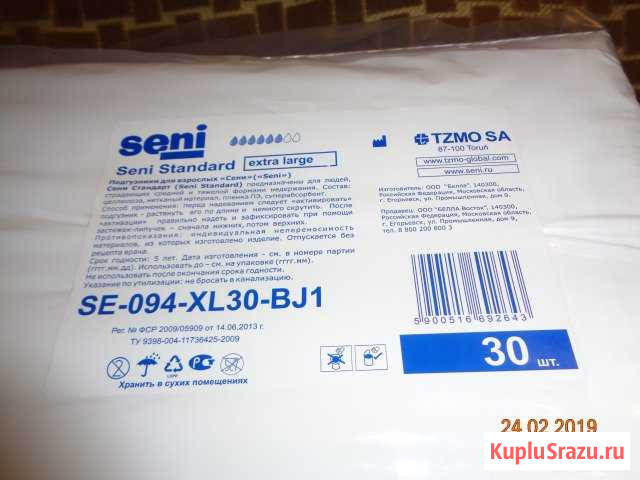 seni
Seni Standard extra large
Подгузники для взрослых «Сени» («Seni»)
Сени Стандарт (Seni Standard) предназначены для людей,
страдающих средней и тяжелой формами недержания. Состав:
целлюлоза, нетканый материал, пленка ПЭ, суперабсорбент.
Способ применения: перед надеванием следует «активировать»
подгузник - растянуть его по длине и немного скрутить. После
«активации» правильно надеть и зафиксировать при помощи
застежек-липучек – сначала нижних, потом верхних.
Противопоказания: индивидуальная непереносимость
материалов, из которых изготовлено изделие. Отпускается без
рецепта врача.
Срок годности: 5 лет. Дата изготовления - см. в номере партии
(гггг.мм.дд). Использовать до – см. на упаковке (гггг.мм).
Не использовать после окончания срока годности.
Указание по утилизации: не бросать в канализацию.
SE-094-XL30-BJ1
Рег. № ФСР 2009/05909 от 14.06.2013 г.
ТУ 9398-004-11736425-2009
Хранить в сухих помещениях
TZMO SA
87-100 Toruń
www.tzmo-global.com
www.seni.ru
Изготовитель: ООО "Белла", 140300,
Российская Федерация, Московская область,
г. Егорьевск, ул. Промышленная, дом 9.
Продавец: ООО "БЕЛЛА Восток", 140300,
Российская Федерация, Московская область,
г. Егорьевск, ул. Промышленная, дом 9,
тел. 8 800 200 800 3
5 900516 692643
30 шт.
24.02.2019
KupluSrazu.ru